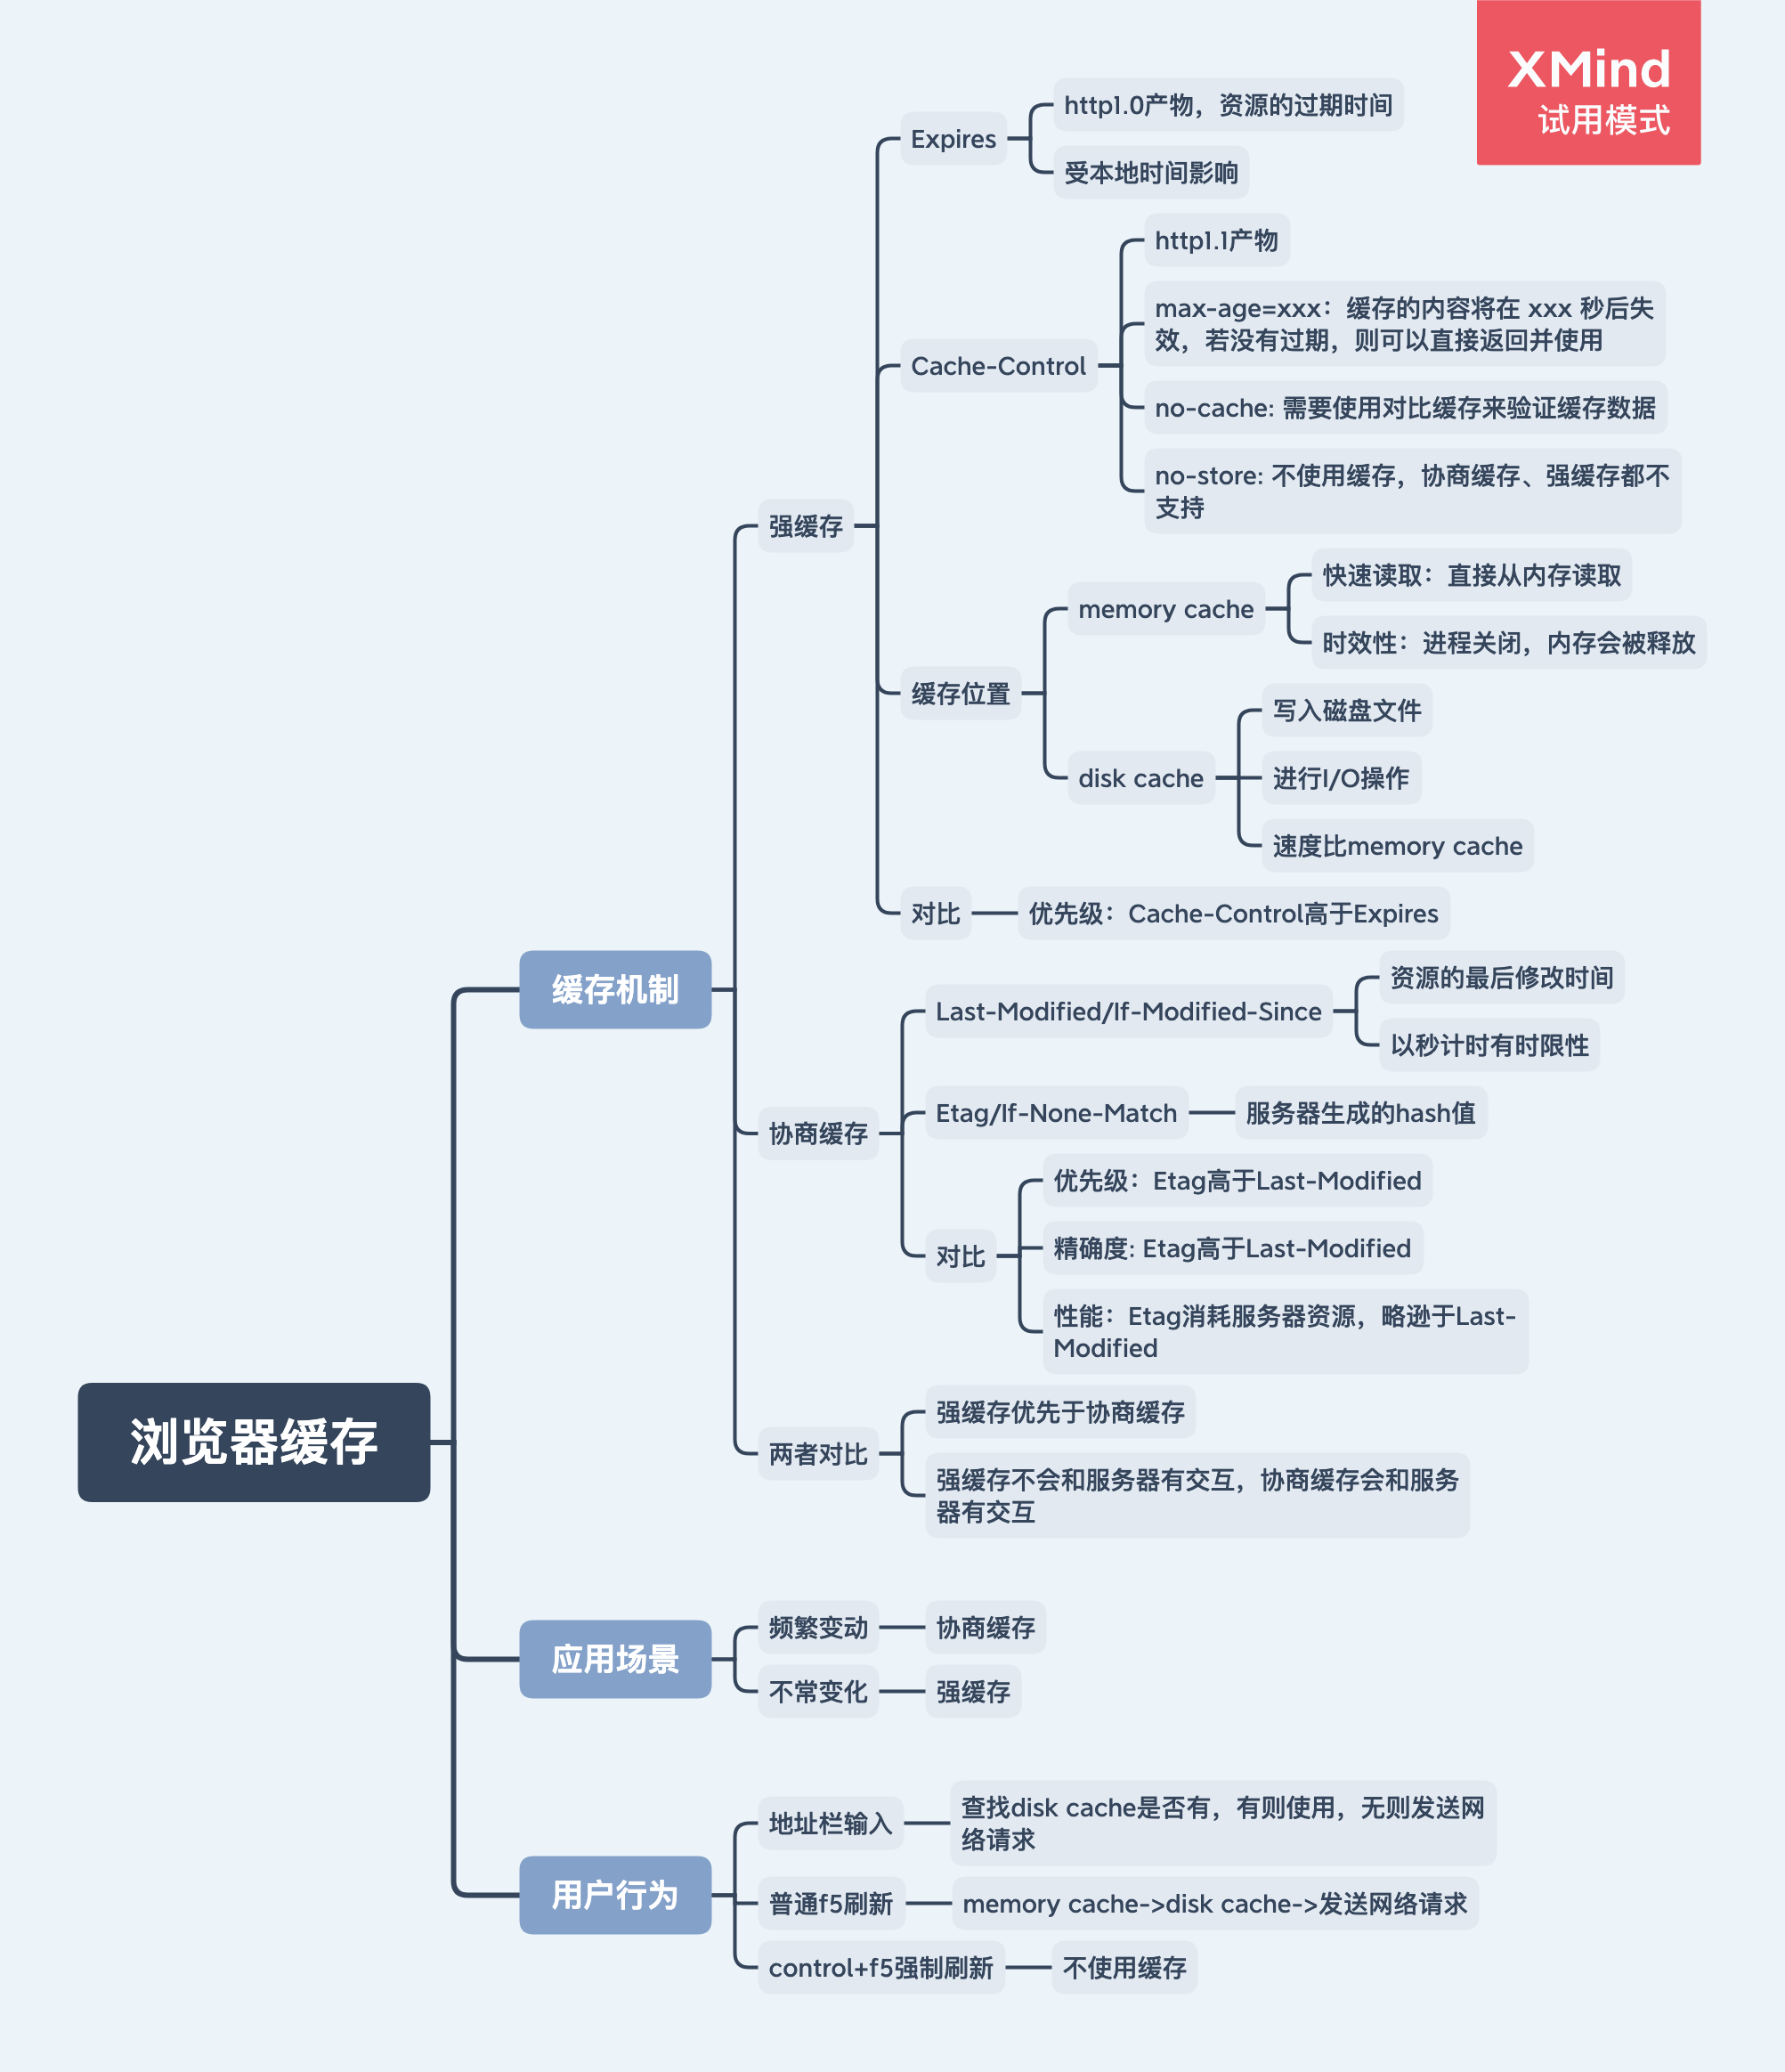 XMind
试用模式
浏览器缓存
缓存机制
强缓存
Expires
http1.0产物，资源的过期时间
受本地时间影响
Cache-Control
http1.1产物
max-age=xxx：缓存的内容将在 xxx 秒后失
效，若没有过期，则可以直接返回并使用
no-cache: 需要使用对比缓存来验证缓存数据
no-store: 不使用缓存，协商缓存、强缓存都不
支持
缓存位置
memory cache
快速读取：直接从内存读取
时效性：进程关闭，内存会被释放
disk cache
写入磁盘文件
进行I/O操作
速度比memory cache
对比
优先级：Cache-Control高于Expires
协商缓存
Last-Modified/If-Modified-Since
资源的最后修改时间
以秒计时有时限性
Etag/If-None-Match
服务器生成的hash值
对比
优先级：Etag高于Last-Modified
精确度: Etag高于Last-Modified
性能：Etag消耗服务器资源，略逊于Last-
Modified
两者对比
强缓存优先于协商缓存
强缓存不会和服务器有交互，协商缓存会和服务
器有交互
应用场景
频繁变动
协商缓存
不常变化
强缓存
用户行为
地址栏输入
查找disk cache是否有，有则使用，无则发送网
络请求
普通f5刷新
memory cache->disk cache->发送网络请求
control+f5强制刷新
不使用缓存